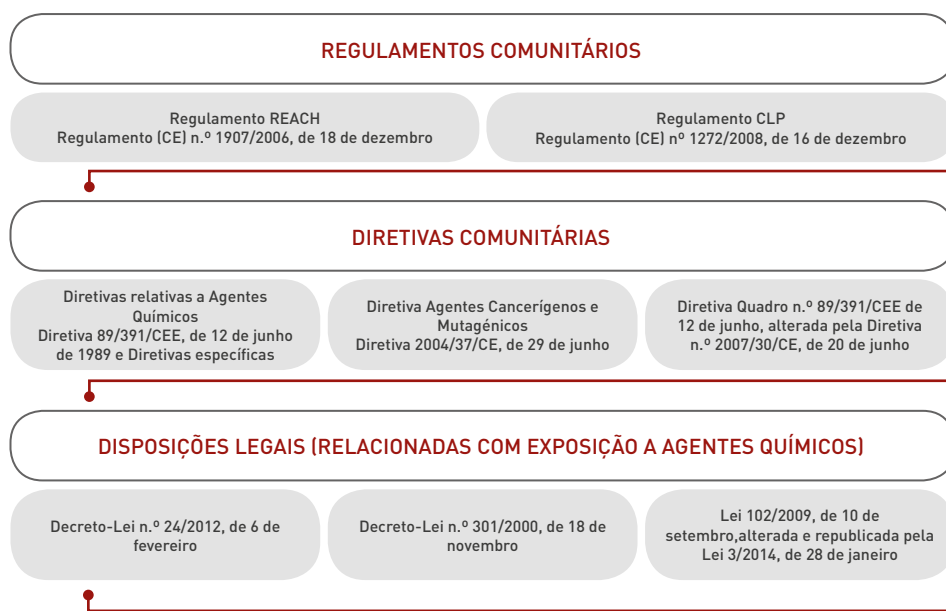 REGULAMENTOS COMUNITÁRIOS
Regulamento REACH
Regulamento (CE) n.º 1907/2006, de 18 de dezembro
Regulamento CLP
Regulamento (CE) nº 1272/2008, de 16 de dezembro
DIRETIVAS COMUNITÁRIAS
Diretivas relativas a Agentes
Químicos
Diretiva 89/391/CEE, de 12 de junho
de 1989 e Diretivas específicas
Diretiva Agentes Cancerígenos e
Mutagénicos
Diretiva 2004/37/CE, de 29 de junho
Diretiva Quadro n.º 89/391/CEE de
12 de junho, alterada pela Diretiva
n.º 2007/30/CE, de 20 de junho
DISPOSIÇÕES LEGAIS (RELACIONADAS COM EXPOSIÇÃO A AGENTES QUÍMICOS)
Decreto-Lei n.º 24/2012, de 6 de
fevereiro
Decreto-Lei n.º 301/2000, de 18 de
novembro
Lei 102/2009, de 10 de
setembro,alterada e republicada pela
Lei 3/2014, de 28 de janeiro